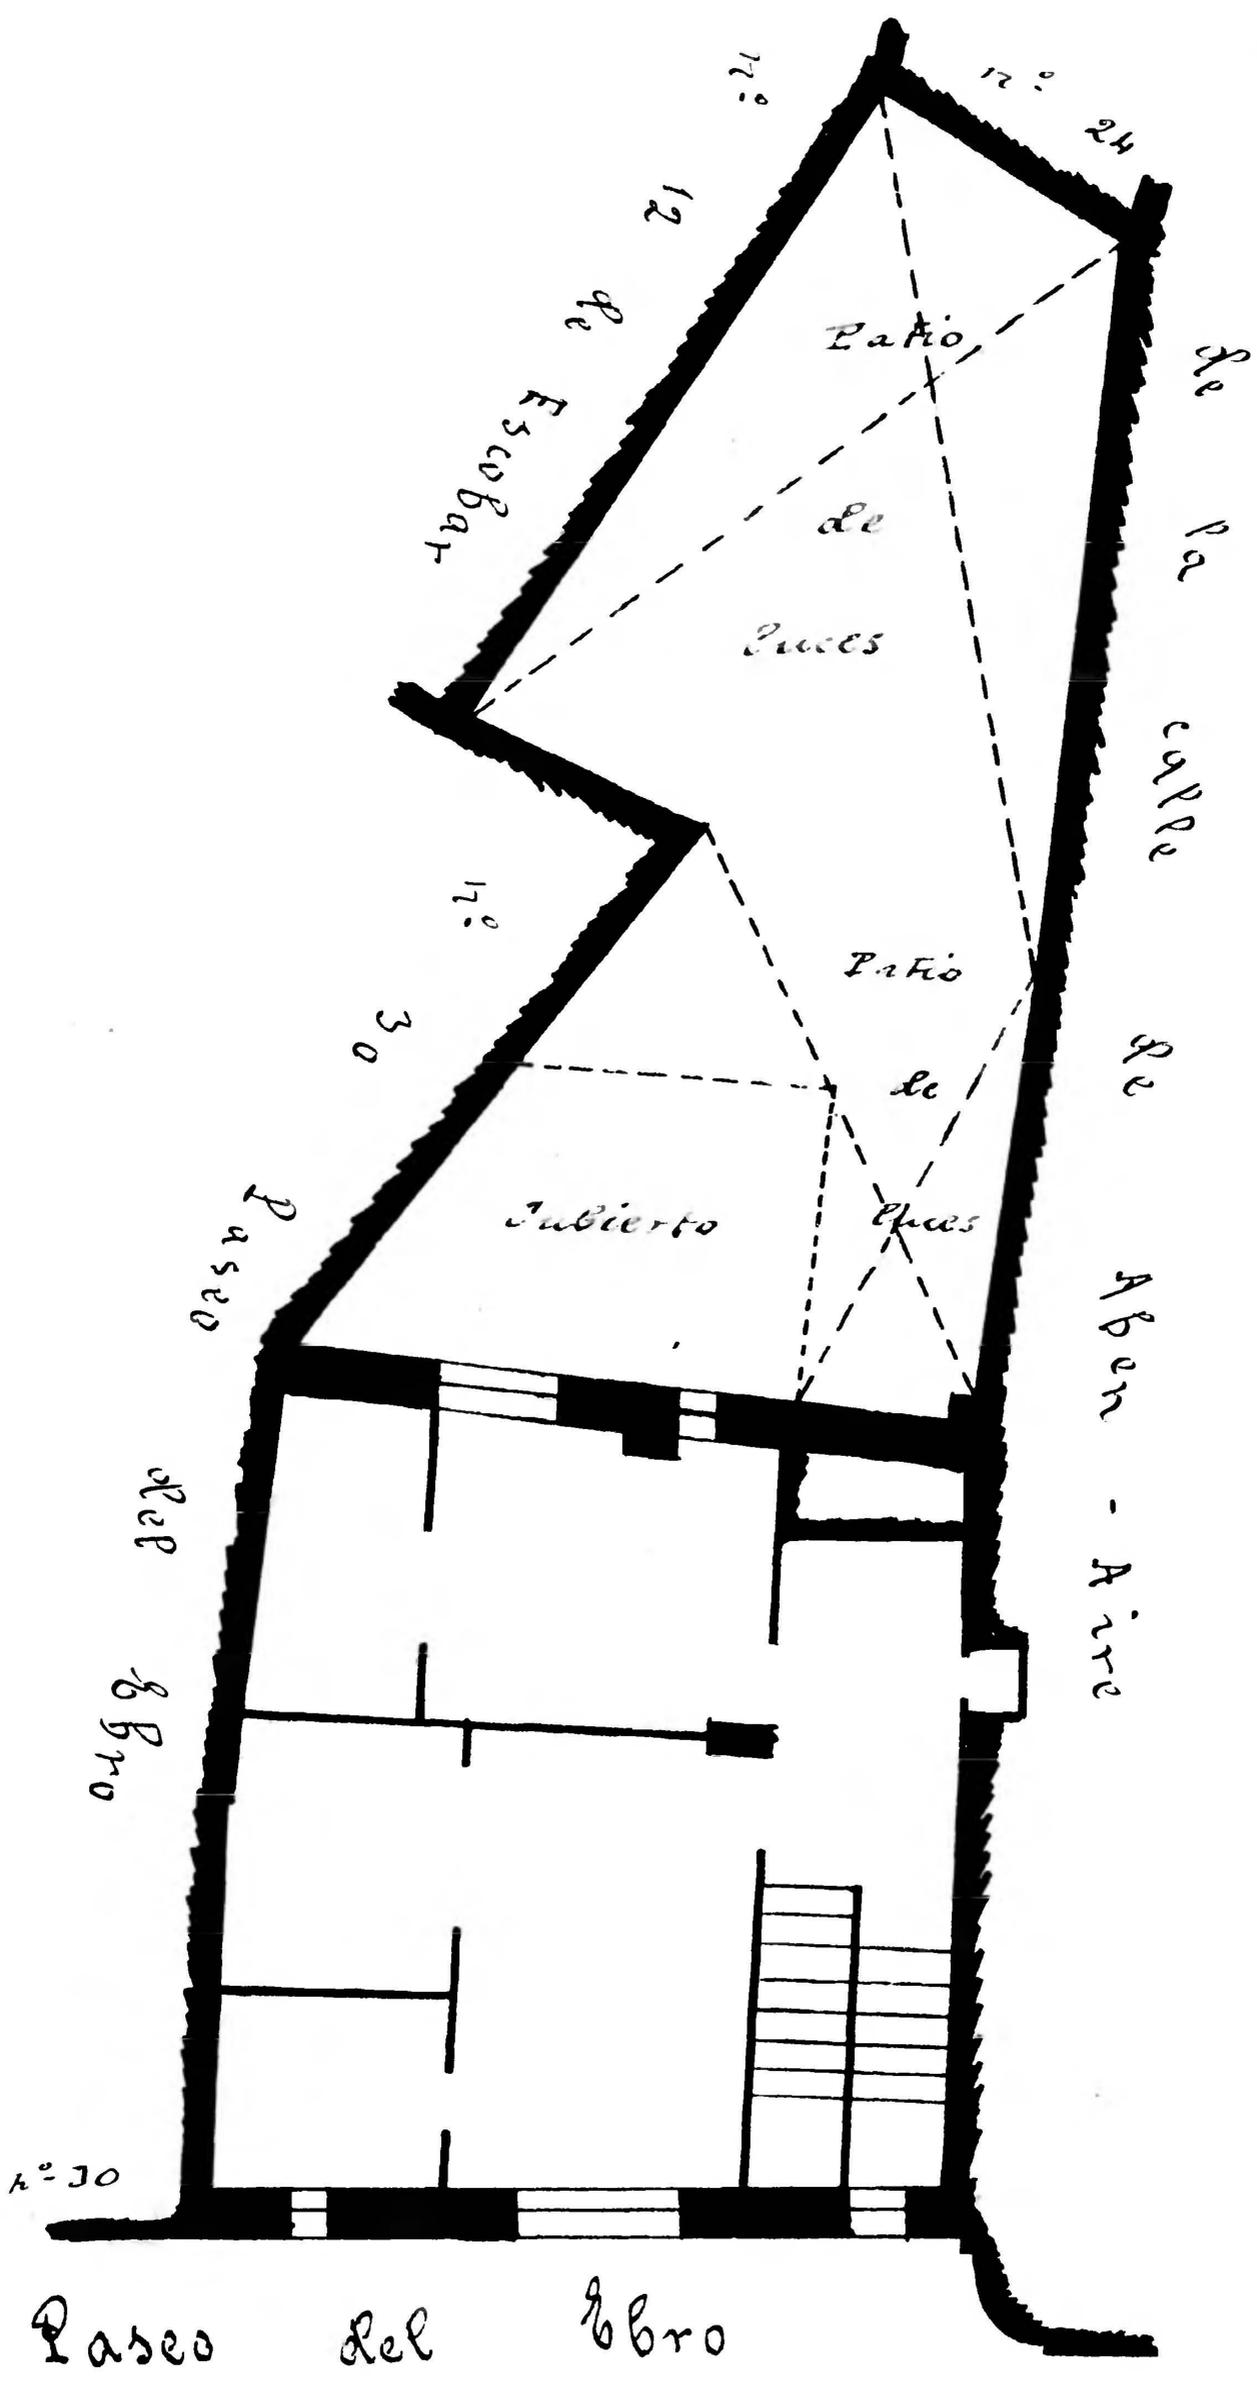 nº 12 de Escobar
nº 24
de la calle de Aben-Aire
Patio
de
luces
Patio
de
luces
Cubierto
nº 30 Paseo del Ebro
nº 30
Paseo del Ebro